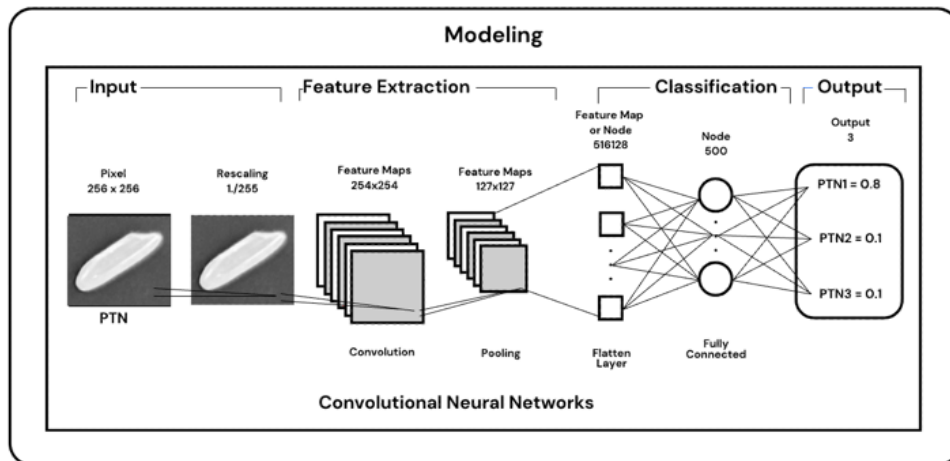 Modeling
Input
Feature Extraction
Classification
Output
Pixel
256 x 256
Rescaling
1./255
Feature Maps
254x254
Feature Maps
127x127
Feature Map
or Node
516128
Node
500
Output
3
PTN
Convolution
Pooling
Flatten
Layer
Fully
Connected
PTN1 = 0.8
PTN2 = 0.1
PTN3 = 0.1
Convolutional Neural Networks